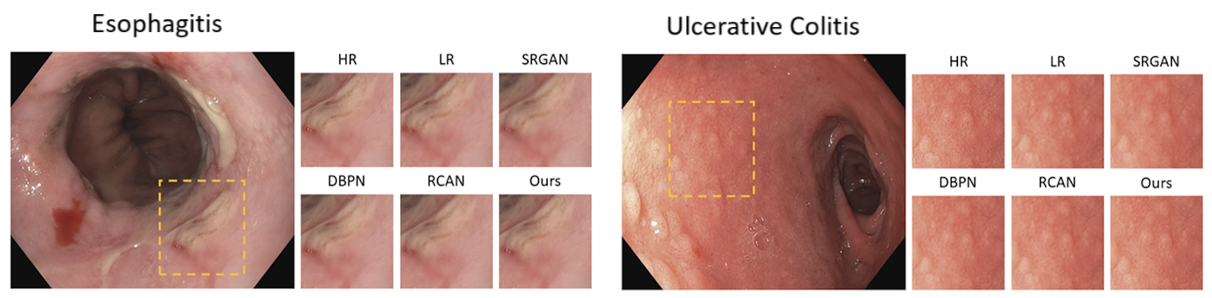 Esophagitis
HR LR SRGAN
DBPN RCAN Ours
Ulcerative Colitis
HR LR SRGAN
DBPN RCAN Ours